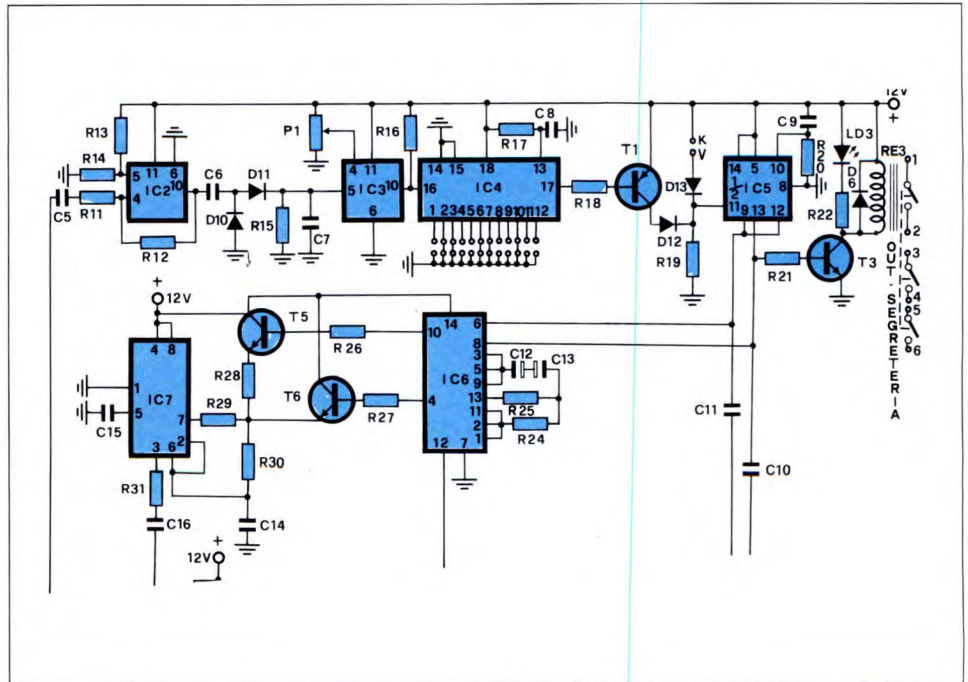 12V
+
C9
LD3
RE3
1
K
V
C8
R13
P1
R16
R17
T1
R20
D6
R14
5 11 6
IC2 10
4
C6
D11
4 11
5 IC3 10
6
14 15 18 13
16 IC4 17
1 2 3 4 5 6 7 8 9 10 11 12
R18
D13
14 5 10
1/2 IC5 8
11 9 13 12
R22
2
C5
R11
R12
D10
R15
C7
D12
R19
R21
T3
3
4
5
6
OUT · SEGRETERIA
+
12V
T5
R26
14
10
6
8
3
5
9
13
11
2
1
IC6
4
12 7
C12
C13
R25
R24
4 8
1
IC7
5
7
2
3 6
R28
R29
T6
R27
C15
R30
R31
C16
C14
C11
C10
+
12V